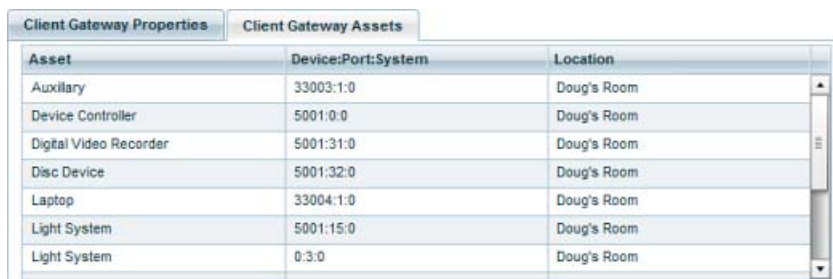 Client Gateway Properties Client Gateway Assets
Asset Device:Port:System Location
Auxillary 33003:1:0 Doug's Room
Device Controller 5001:0:0 Doug's Room
Digital Video Recorder 5001:31:0 Doug's Room
Disc Device 5001:32:0 Doug's Room
Laptop 33004:1:0 Doug's Room
Light System 5001:15:0 Doug's Room
Light System 0:3:0 Doug's Room